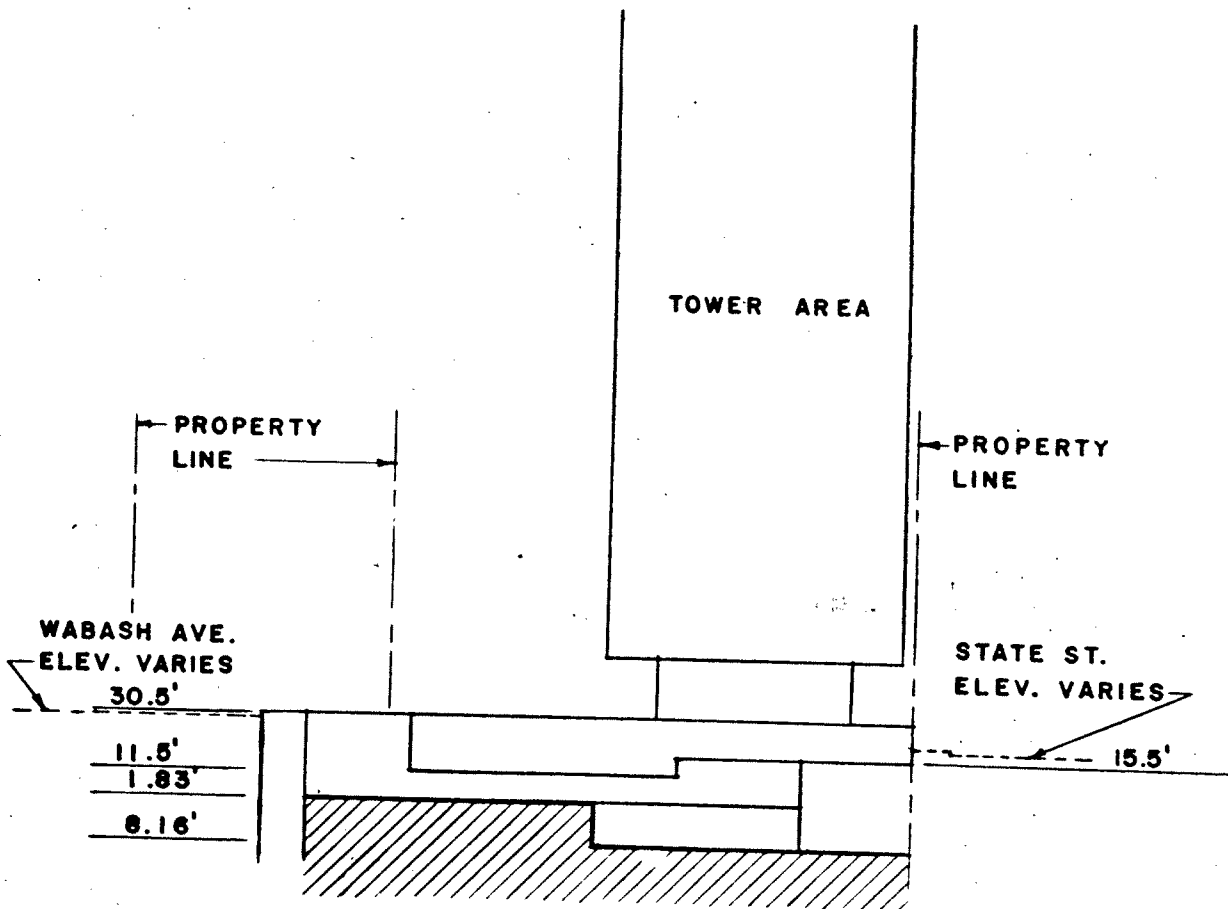 TOWER AREA
PROPERTY
LINE
PROPERTY
LINE
WABASH AVE.
ELEV. VARIES
30.5'
11.5'
1.83'
8.16'
STATE ST.
ELEV. VARIES
15.5'